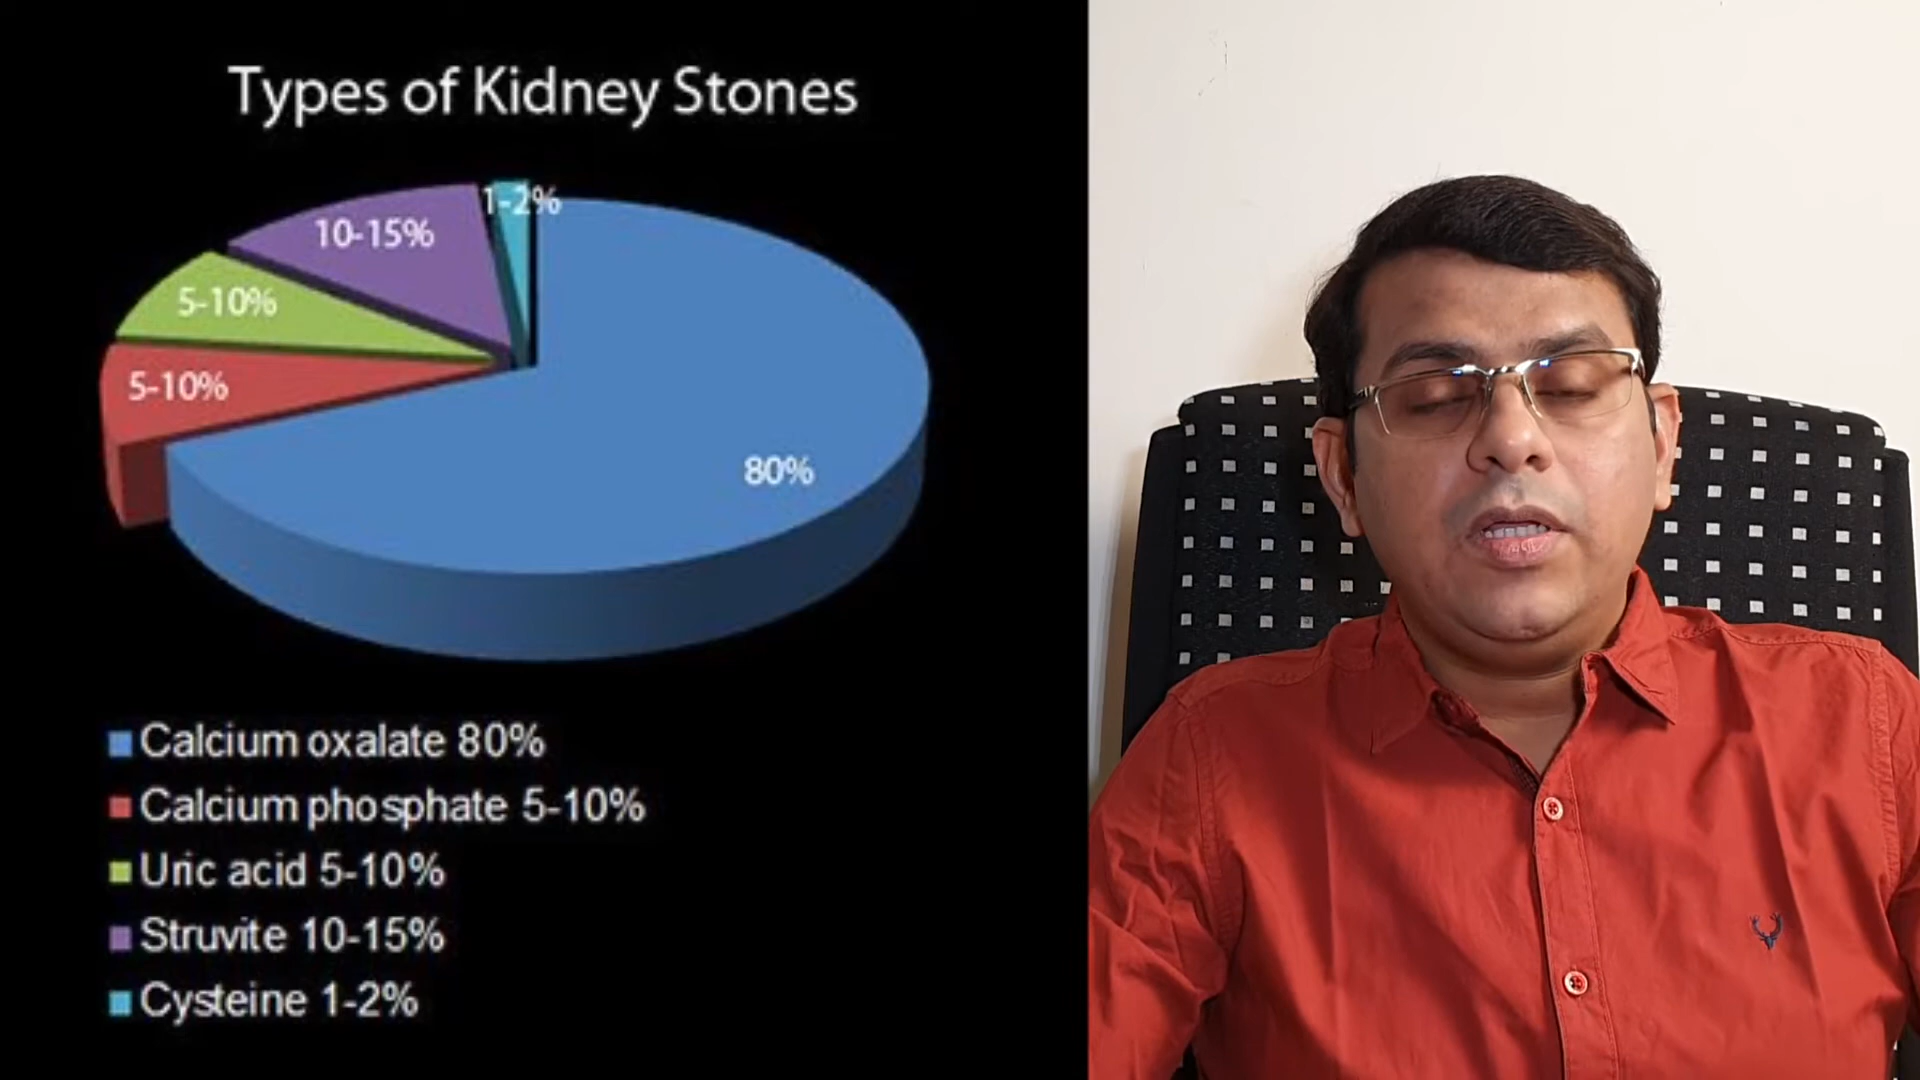 Types of Kidney Stones
1-2%
10-15%
5-10%
5-10%
80%
Calcium oxalate 80%
Calcium phosphate 5-10%
Uric acid 5-10%
Struvite 10-15%
Cysteine 1-2%